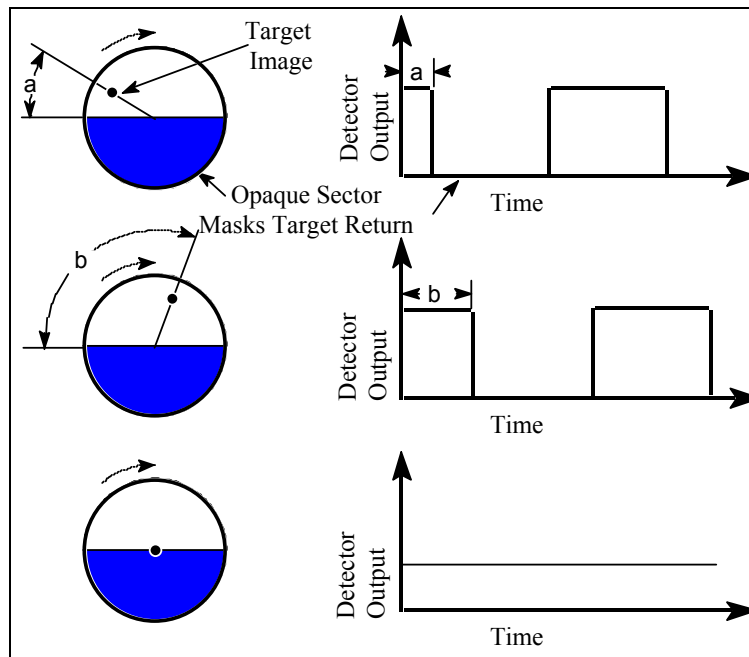 Target
Image
a
Opaque Sector
Masks Target Return
a
Detector
Output
Time
b
b
Detector
Output
Time
Detector
Output
Time